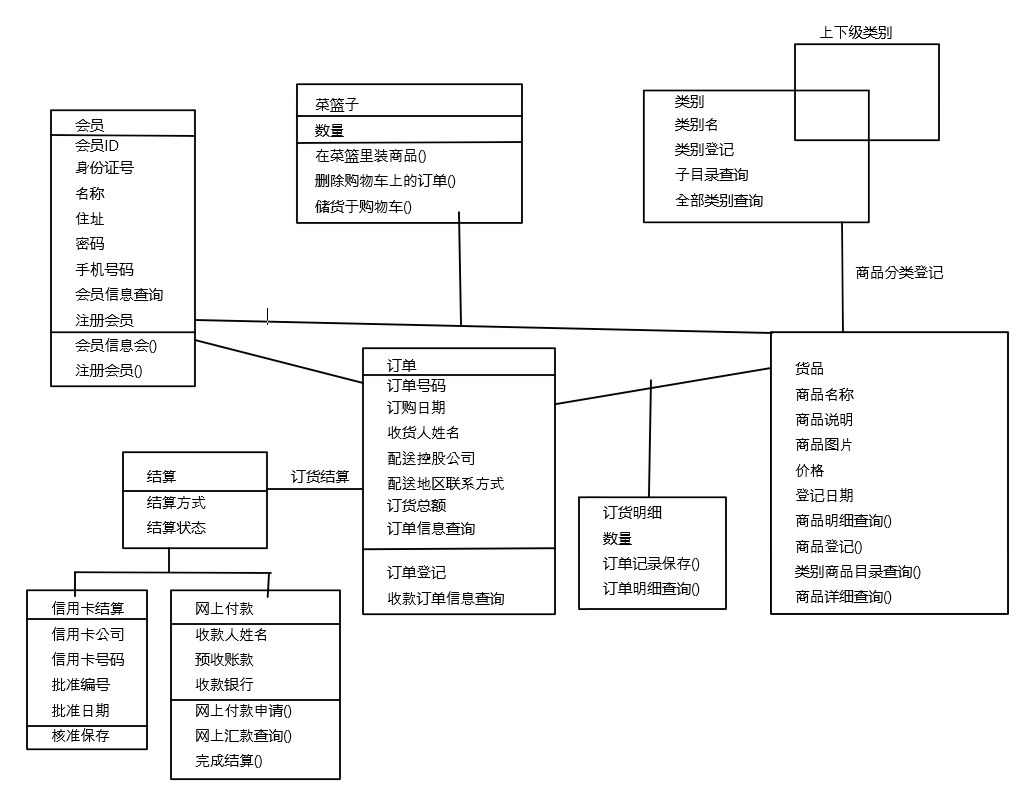 上下级类别
会员
会员ID
身份证号
名称
住址
密码
手机号码
会员信息查询
注册会员
会员信息会()
注册会员()
菜篮子
数量
在菜篮里装商品()
删除购物车上的订单()
储货于购物车()
类别
类别名
类别登记
子目录查询
全部类别查询
商品分类登记
订单
订单号码
订购日期
收货人姓名
配送控股公司
配送地区联系方式
订货总额
订单信息查询
订单登记
收款订单信息查询
货品
商品名称
商品说明
商品图片
价格
登记日期
商品明细查询()
商品登记()
类别商品目录查询()
商品详细查询()
结算
结算方式
结算状态
订货结算
订货明细
数量
订单记录保存()
订单明细查询()
信用卡结算
信用卡公司
信用卡号码
批准编号
批准日期
核准保存
网上付款
收款人姓名
预收账款
收款银行
网上付款申请()
网上汇款查询()
完成结算()